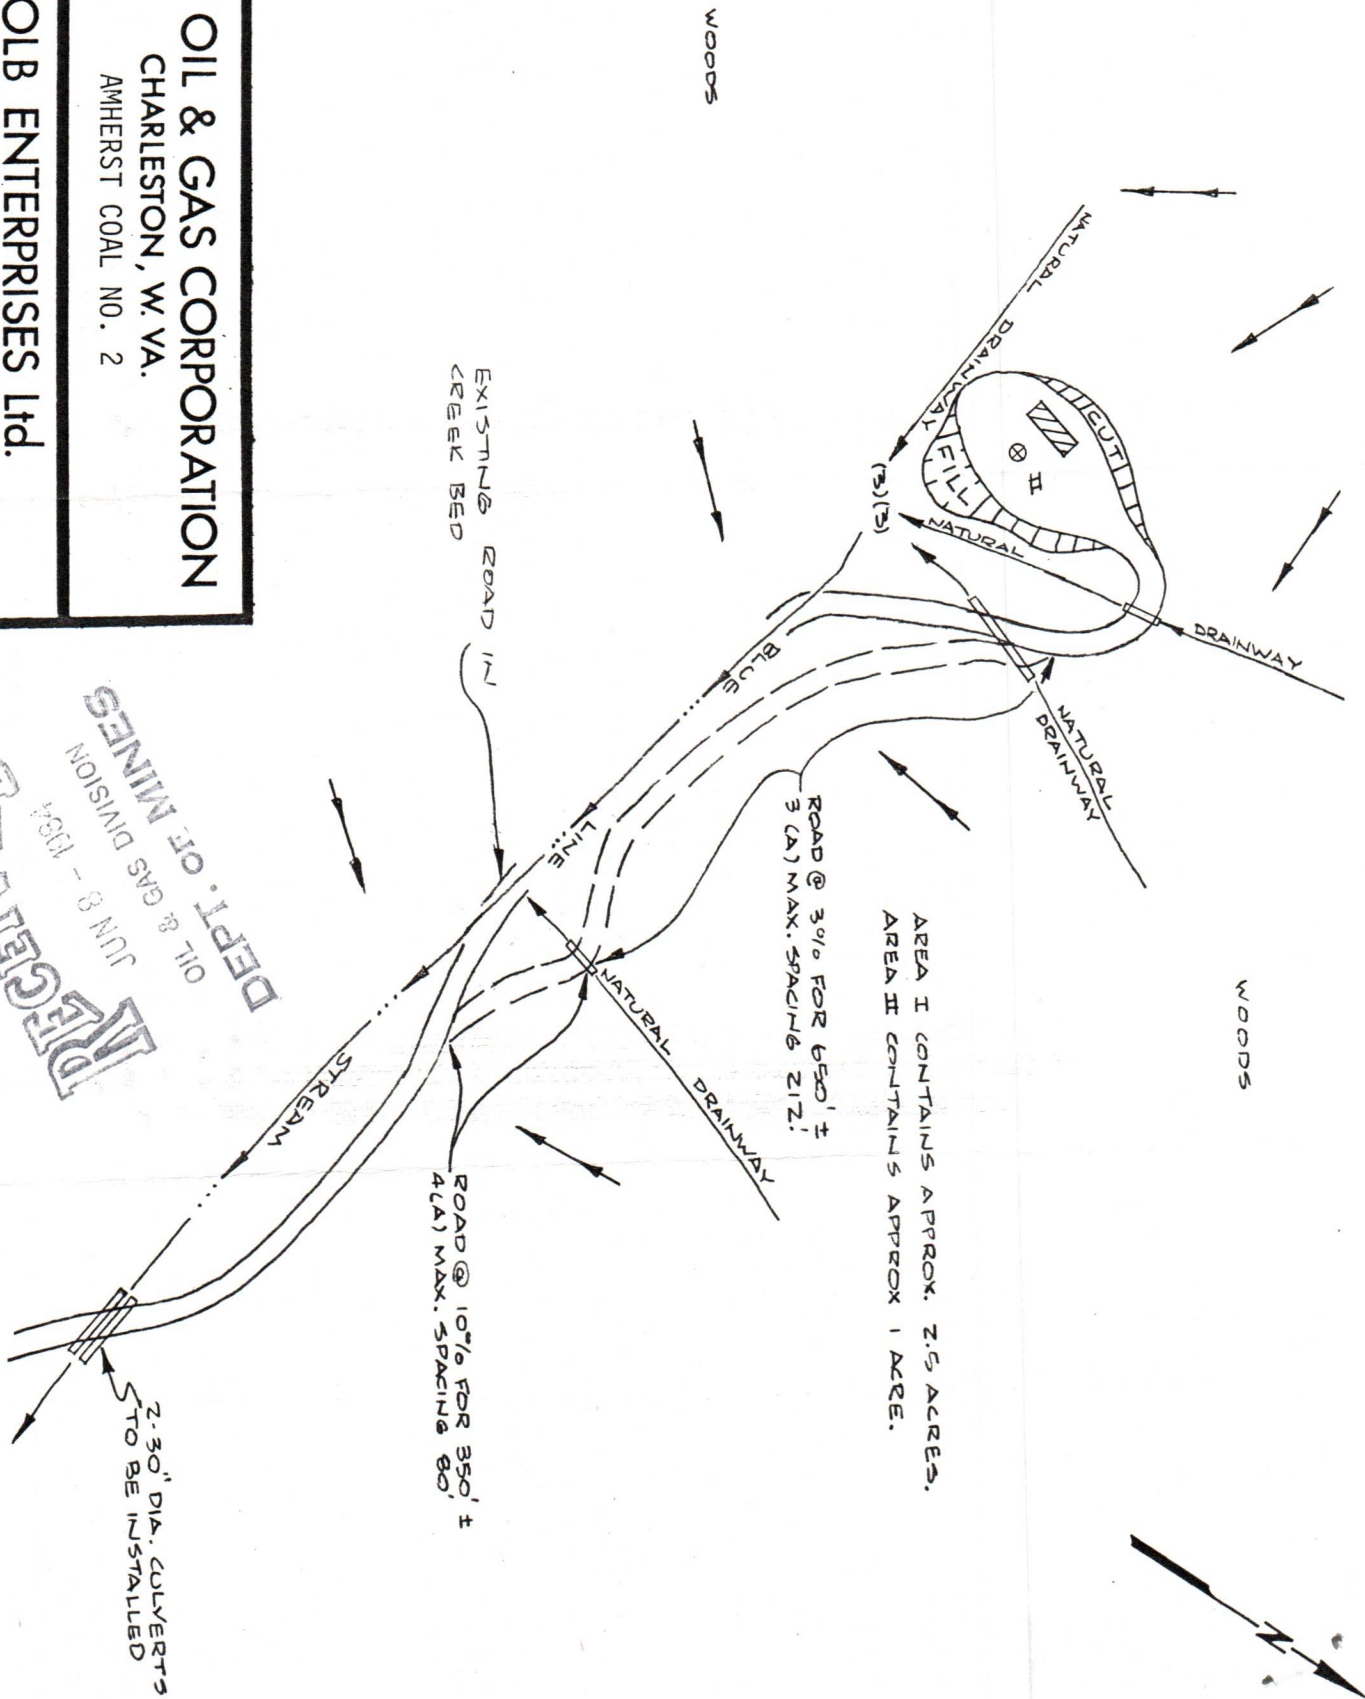 WOODS
NATURAL DRAINWAY
CUT
FILL
II
(3)(3)
NATURAL
DRAINWAY
NATURAL
DRAINWAY
BLUE
LINE
STREAM
EXISTING ROAD IN
CREEK BED
ROAD @ 3% FOR 650' ±
3 (A) MAX. SPACING 212'
NATURAL DRAINWAY
ROAD @ 10% FOR 350' ±
4(A) MAX. SPACING 80'
WOODS
AREA I CONTAINS APPROX. 2.5 ACRES.
AREA II CONTAINS APPROX 1 ACRE.
2-30" DIA. CULVERTS
TO BE INSTALLED
N
OIL & GAS CORPORATION
CHARLESTON, W. VA.
AMHERST COAL NO. 2
OLB ENTERPRISES Ltd.
JUN 8 - 1984
OIL & GAS DIVISION
DEPT. OF MINES